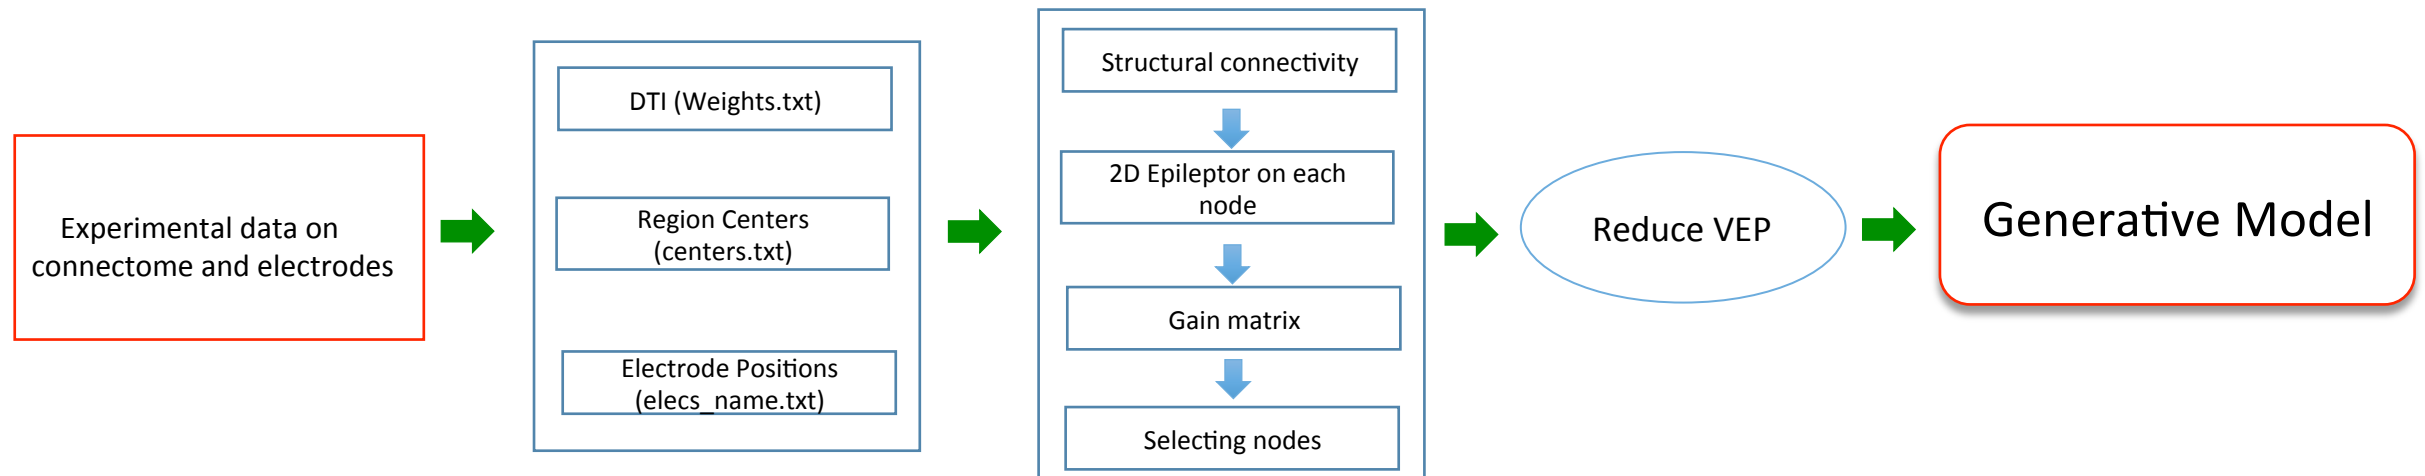 Experimental data on
connectome and electrodes
DTI (Weights.txt)
Region Centers
(centers.txt)
Electrode Positions
(elecs_name.txt)
Structural connectivity
2D Epileptor on each
node
Gain matrix
Selecting nodes
Reduce VEP
Generative Model